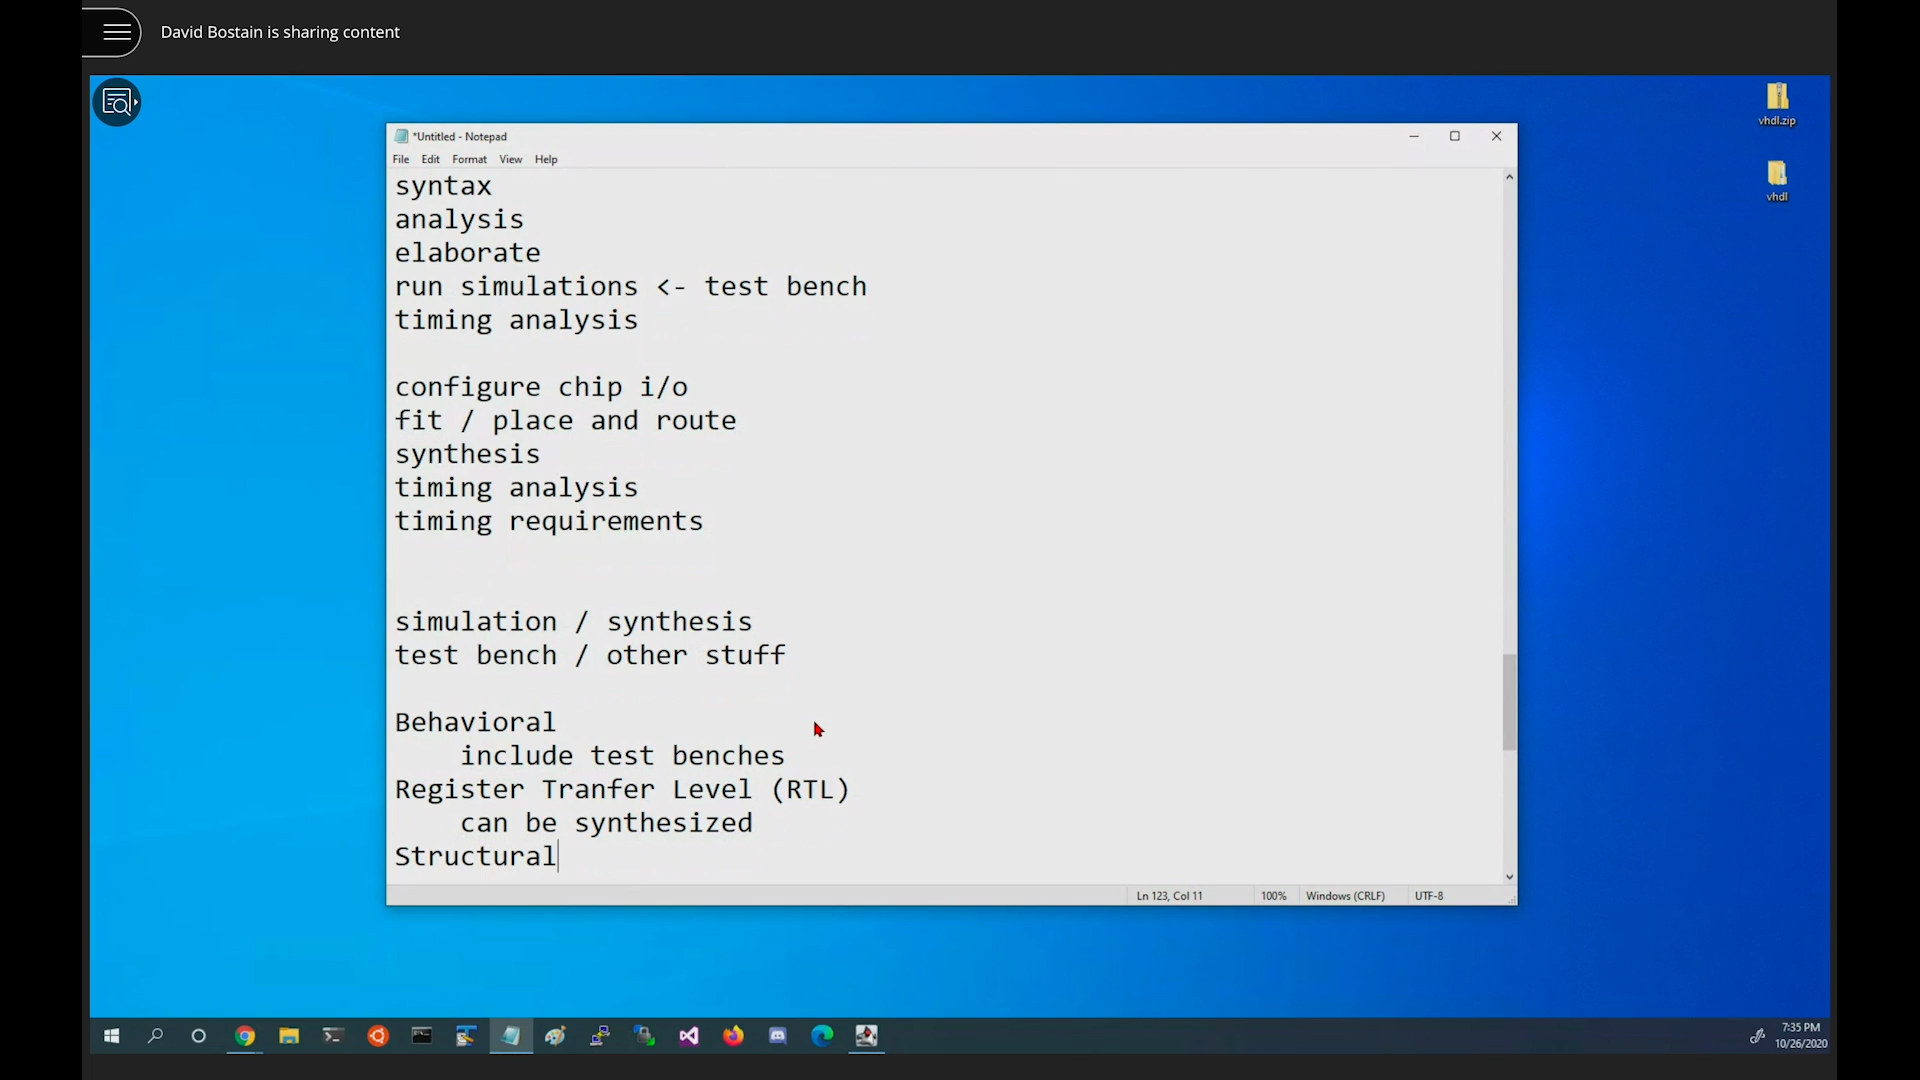 David Bostain is sharing content
vhdl.zip
vhdl
*Untitled - Notepad
File Edit Format View Help
syntax
analysis
elaborate
run simulations <- test bench
timing analysis
configure chip i/o
fit / place and route
synthesis
timing analysis
timing requirements
simulation / synthesis
test bench / other stuff
Behavioral
include test benches
Register Tranfer Level (RTL)
can be synthesized
Structural
Ln 123, Col 11 100% Windows (CRLF) UTF-8
7:35 PM
10/26/2020